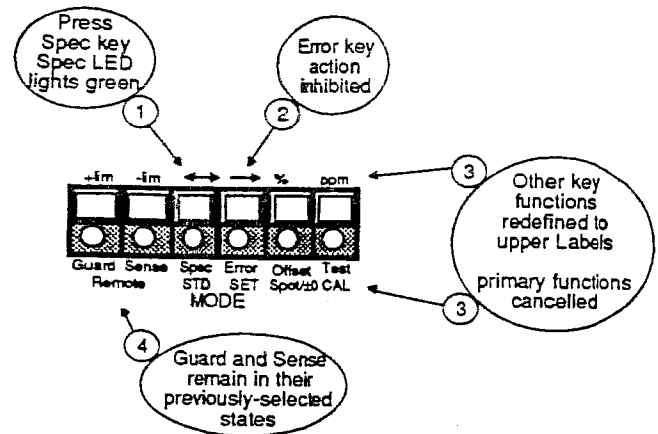 Press
Spec key
Spec LED
lights green
1
Error key
action
inhibited
2
+lim -lim % ppm
3
Other key
functions
redefined to
upper Labels
primary functions
cancelled
Guard Sense Spec Error Offset Test
Remote STD SET Spot/±0 CAL
MODE
3
4
Guard and Sense
remain in their
previously-selected
states